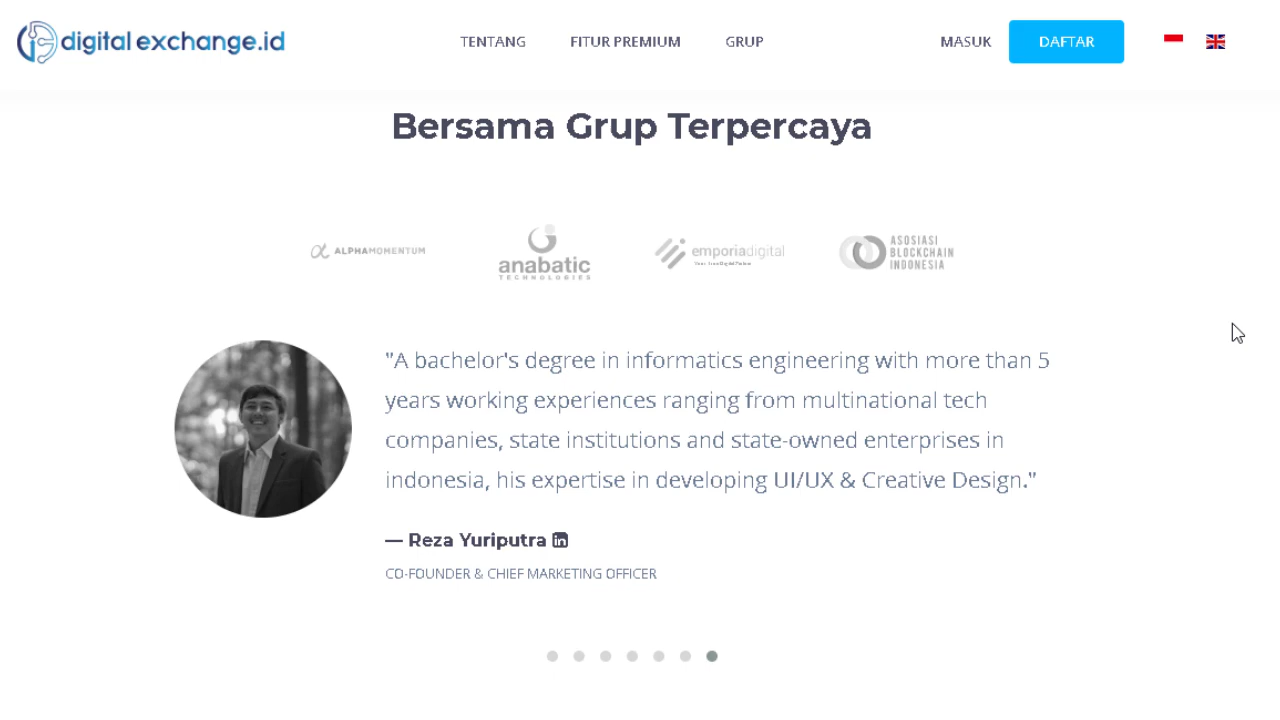 digital exchange.id
TENTANG FITUR PREMIUM GRUP MASUK DAFTAR
Bersama Grup Terpercaya
ALPHAMOMENTUM
anabatic
TECHNOLOGIES
emporiadigital
ASOSIASI
BLOCKCHAIN
INDONESIA
"A bachelor's degree in informatics engineering with more than 5
years working experiences ranging from multinational tech
companies, state institutions and state-owned enterprises in
indonesia, his expertise in developing UI/UX & Creative Design."
— Reza Yuriputra in
CO-FOUNDER & CHIEF MARKETING OFFICER